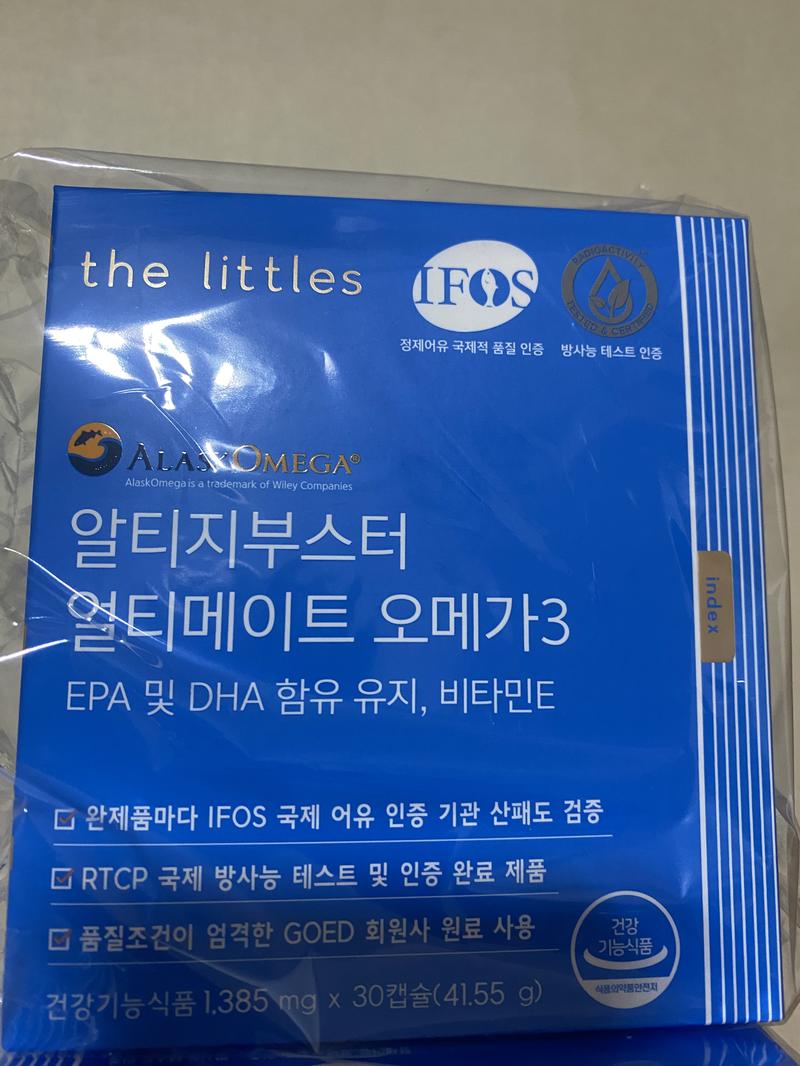 the littles
IFOS
RADIOACTIVITY
TESTED & CERTIFIED
정제어유 국제적 품질 인증
방사능 테스트 인증
ALASKOMEGA®
AlaskOmega is a trademark of Wiley Companies
알티지부스터
얼티메이트 오메가3
EPA 및 DHA 함유 유지, 비타민E
index
완제품마다 IFOS 국제 어유 인증 기관 산패도 검증
RTCP 국제 방사능 테스트 및 인증 완료 제품
품질조건이 엄격한 GOED 회원사 원료 사용
건강
기능식품
식품의약품안전처
건강기능식품 1,385 mg x 30캡슐(41.55 g)